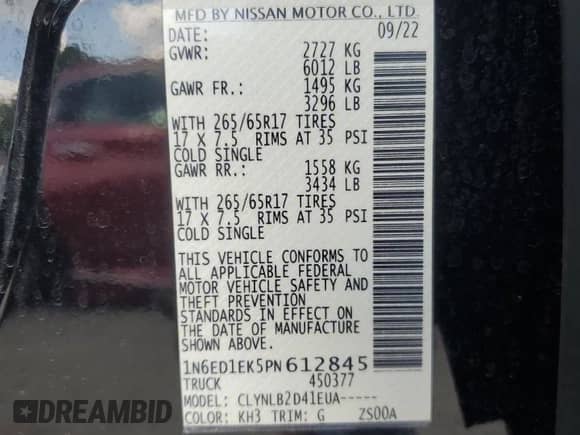 MFD BY NISSAN MOTOR CO., LTD
DATE: 09/22
GVWR: 2727 KG
6012 LB
GAWR FR.: 1495 KG
3296 LB
WITH 265/65R17 TIRES
17 X 7.5 RIMS AT 35 PSI
COLD SINGLE
GAWR RR.: 1558 KG
3434 LB
WITH 265/65R17 TIRES
17 X 7.5 RIMS AT 35 PSI
COLD SINGLE
THIS VEHICLE CONFORMS TO
ALL APPLICABLE FEDERAL
MOTOR VEHICLE SAFETY AND
THEFT PREVENTION
STANDARDS IN EFFECT ON
THE DATE OF MANUFACTURE
SHOWN ABOVE.
1N6ED1EK5PN612845
TRUCK 450377
MODEL: CLYNLB2D41EUA-----
COLOR: KH3 TRIM: G ZS00A
DEALERS AUTO AUCTION